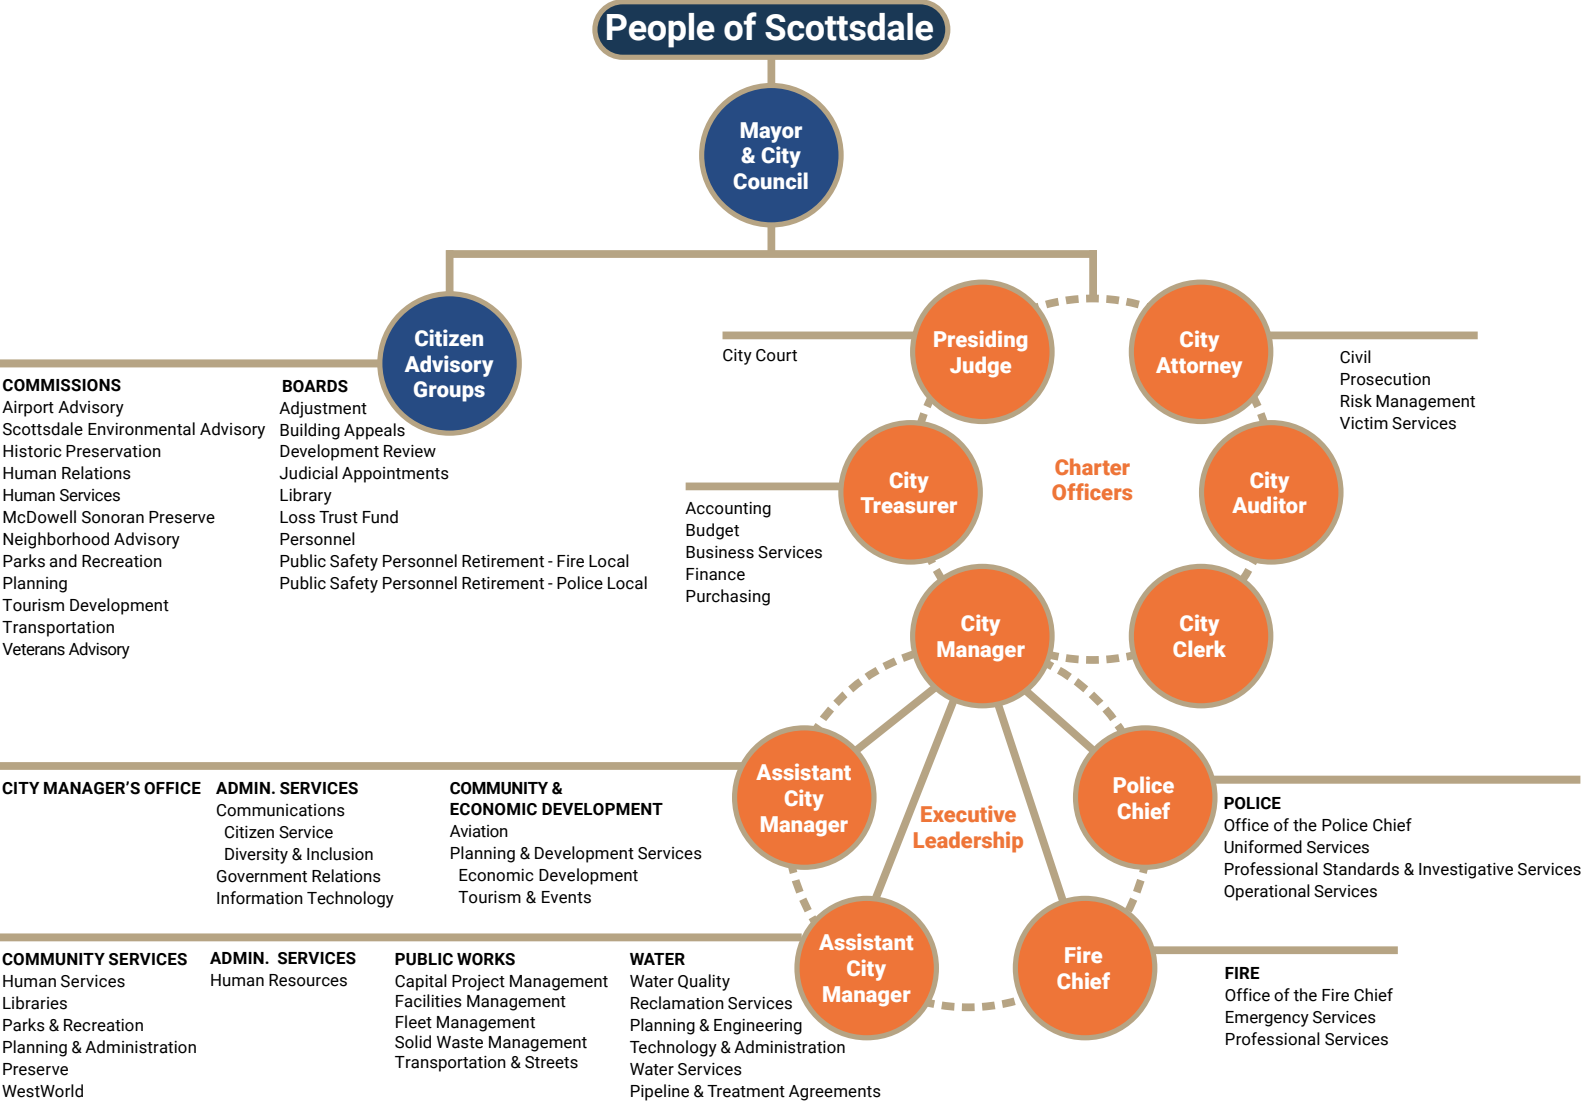 People of Scottsdale
Mayor
& City
Council
Citizen
Advisory
Groups
COMMISSIONS
Airport Advisory
Scottsdale Environmental Advisory
Historic Preservation
Human Relations
Human Services
McDowell Sonoran Preserve
Neighborhood Advisory
Parks and Recreation
Planning
Tourism Development
Transportation
Veterans Advisory
BOARDS
Adjustment
Building Appeals
Development Review
Judicial Appointments
Library
Loss Trust Fund
Personnel
Public Safety Personnel Retirement - Fire Local
Public Safety Personnel Retirement - Police Local
Presiding
Judge
City Court
City
Attorney
Civil
Prosecution
Risk Management
Victim Services
City
Treasurer
Accounting
Budget
Business Services
Finance
Purchasing
Charter
Officers
City
Auditor
City
Manager
City
Clerk
Assistant
City
Manager
CITY MANAGER'S OFFICE
ADMIN. SERVICES
Communications
Citizen Service
Diversity & Inclusion
Government Relations
Information Technology
COMMUNITY &
ECONOMIC DEVELOPMENT
Aviation
Planning & Development Services
Economic Development
Tourism & Events
Executive
Leadership
Police
Chief
POLICE
Office of the Police Chief
Uniformed Services
Professional Standards & Investigative Services
Operational Services
Assistant
City
Manager
COMMUNITY SERVICES
Human Services
Libraries
Parks & Recreation
Planning & Administration
Preserve
WestWorld
ADMIN. SERVICES
Human Resources
PUBLIC WORKS
Capital Project Management
Facilities Management
Fleet Management
Solid Waste Management
Transportation & Streets
WATER
Water Quality
Reclamation Services
Planning & Engineering
Technology & Administration
Water Services
Pipeline & Treatment Agreements
Fire
Chief
FIRE
Office of the Fire Chief
Emergency Services
Professional Services